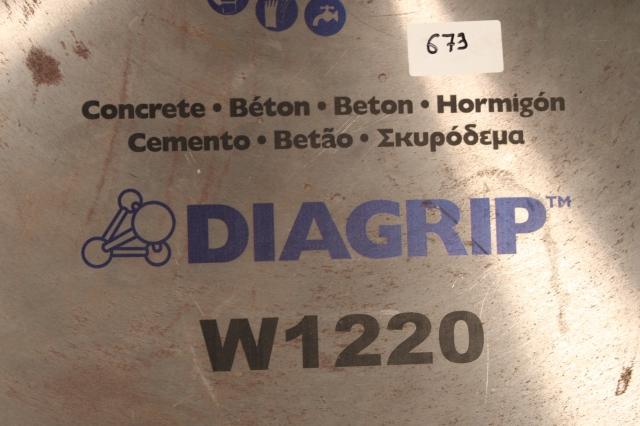 673
Concrete • Béton • Beton • Hormigón
Cemento • Betão • Σκυρόδεμα
DIAGRIP™
W1220